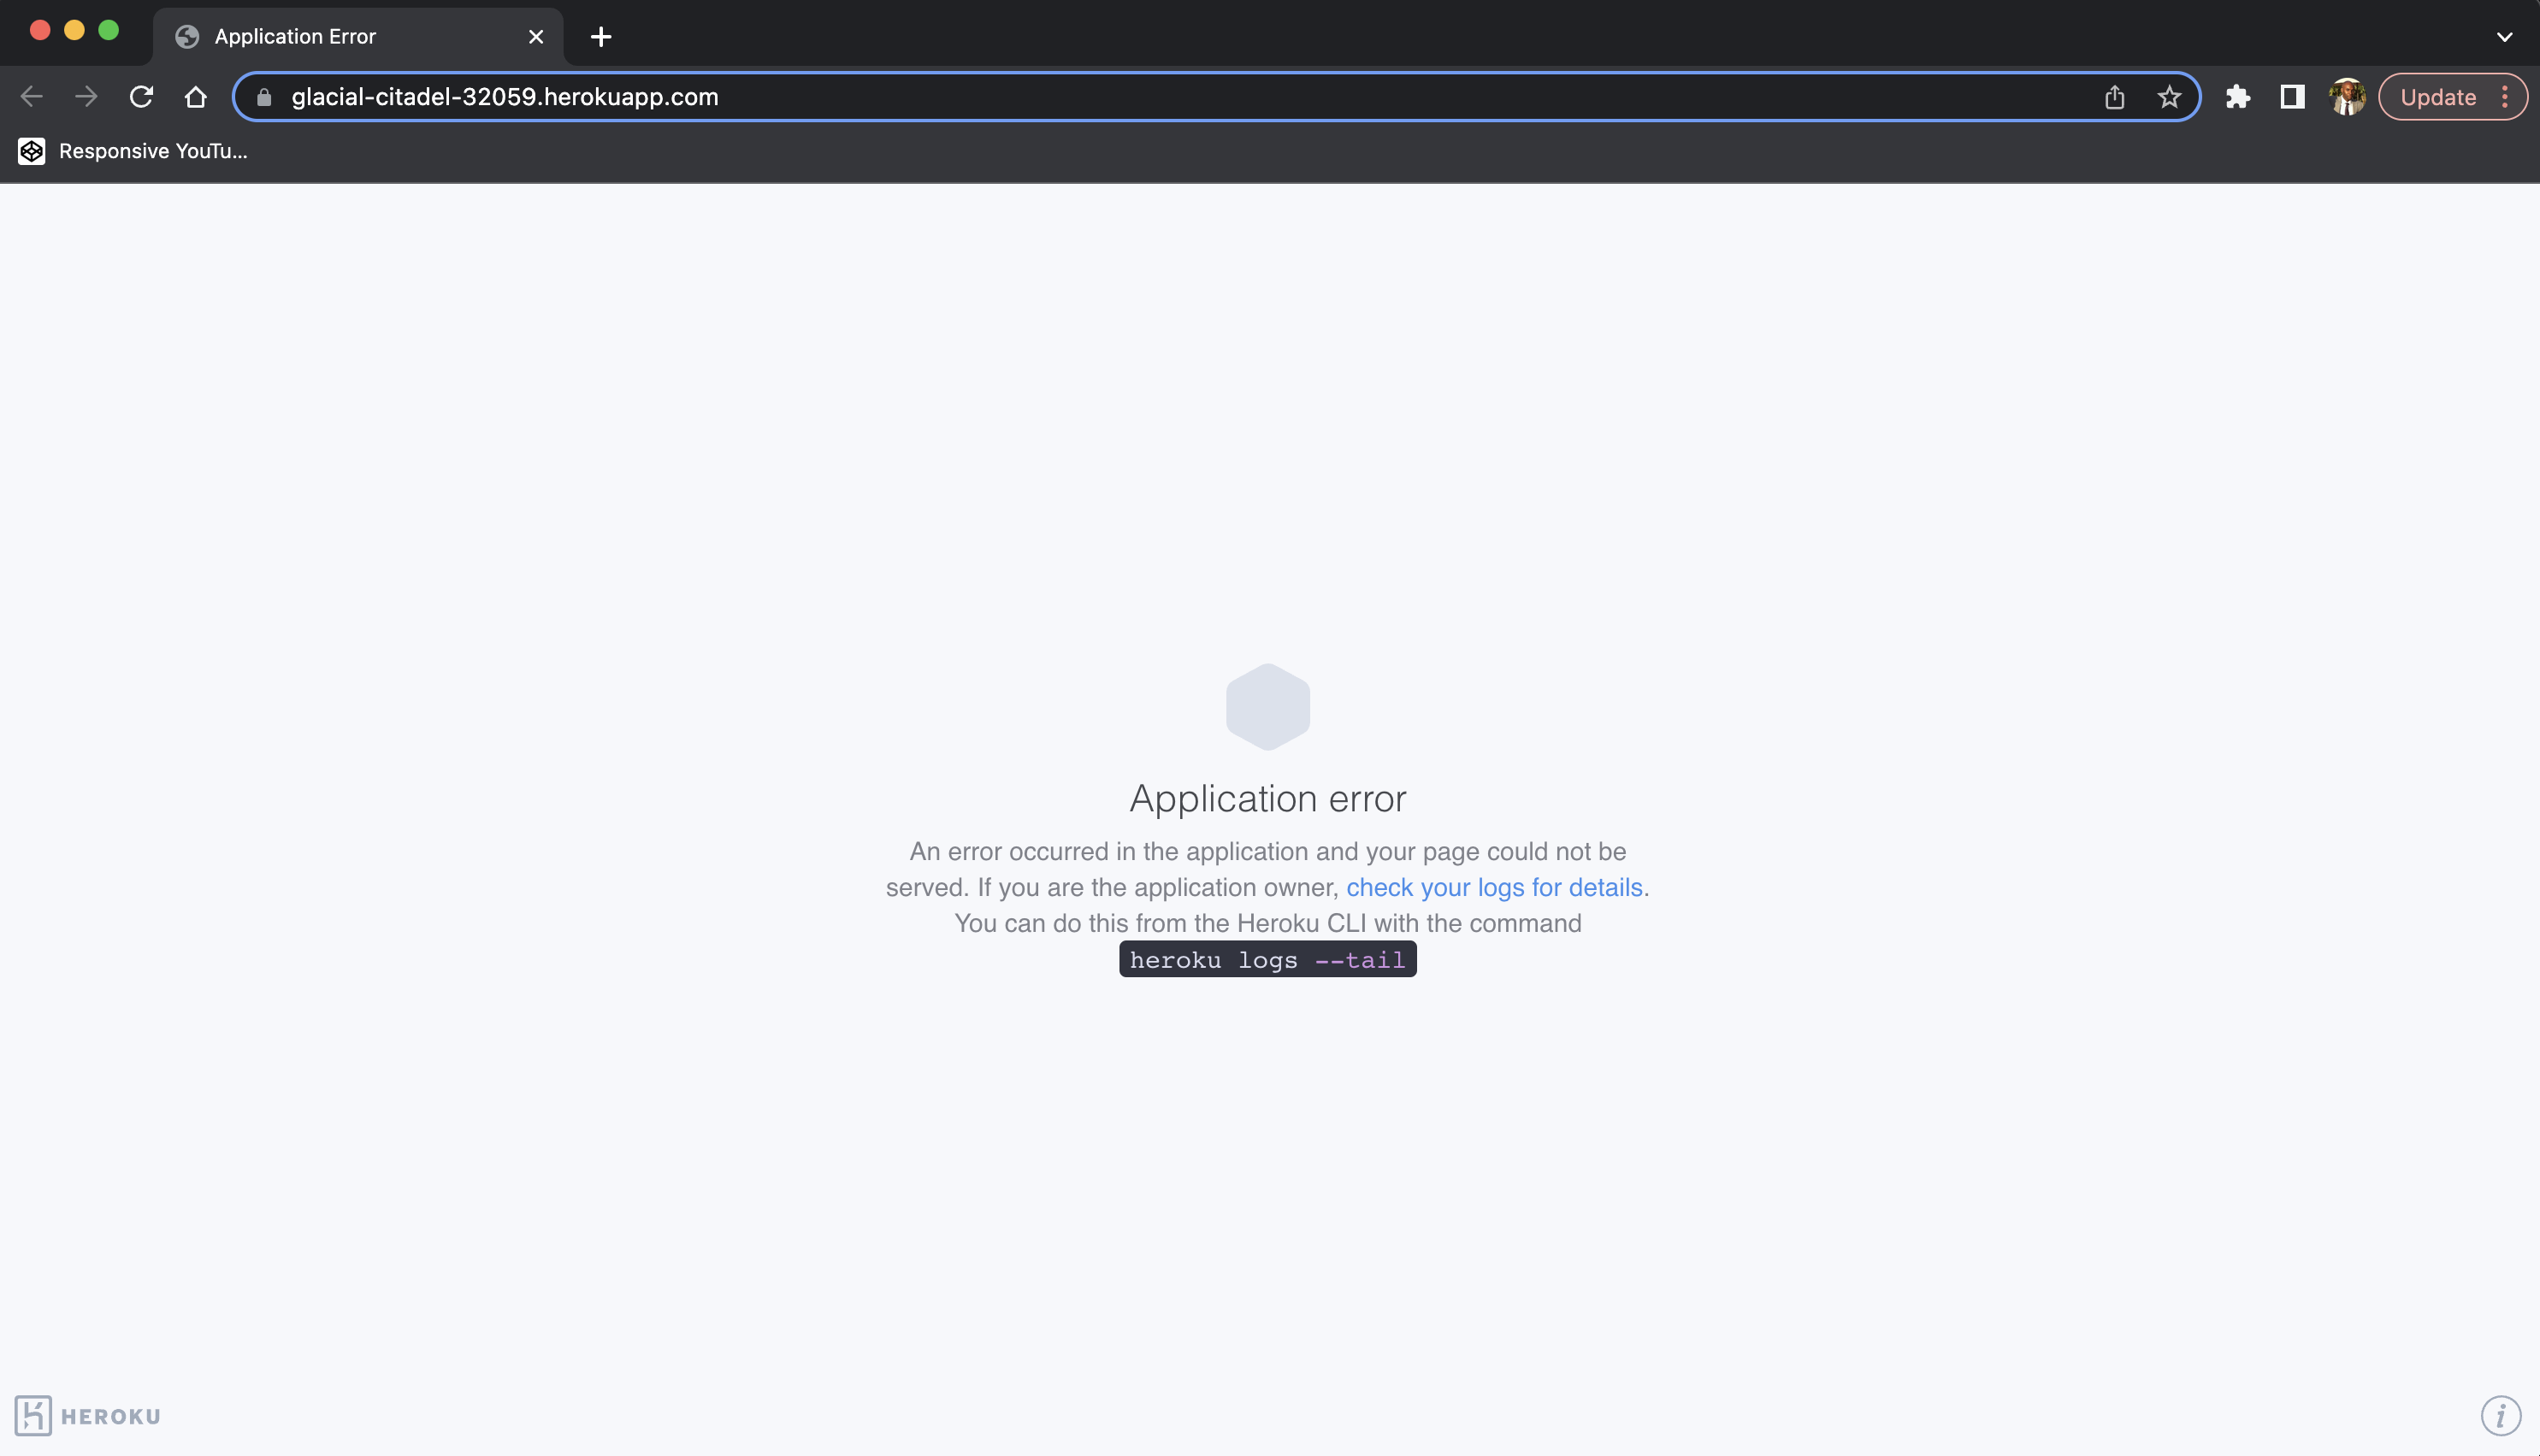 Application Error
glacial-citadel-32059.herokuapp.com
Update
Responsive YouTu...
Application error
An error occurred in the application and your page could not be
served. If you are the application owner, check your logs for details.
You can do this from the Heroku CLI with the command
heroku logs --tail
HEROKU
i